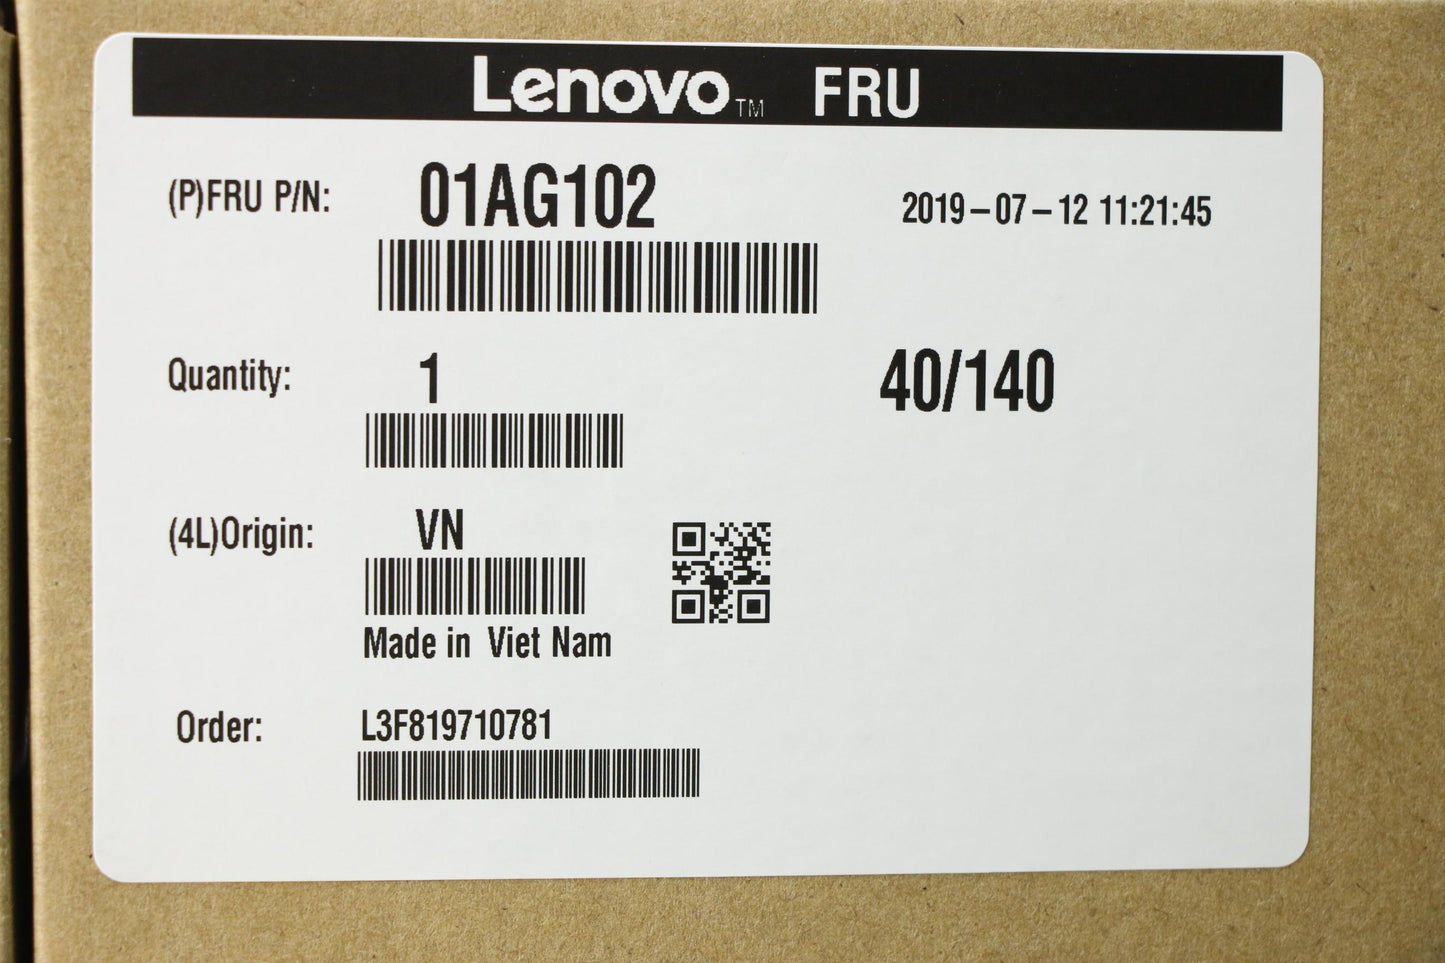 Lenovo™ FRU
(P)FRU P/N: 01AG102 2019-07-12 11:21:45
Quantity: 1 40/140
(4L)Origin: VN
Made in Viet Nam
Order: L3F819710781